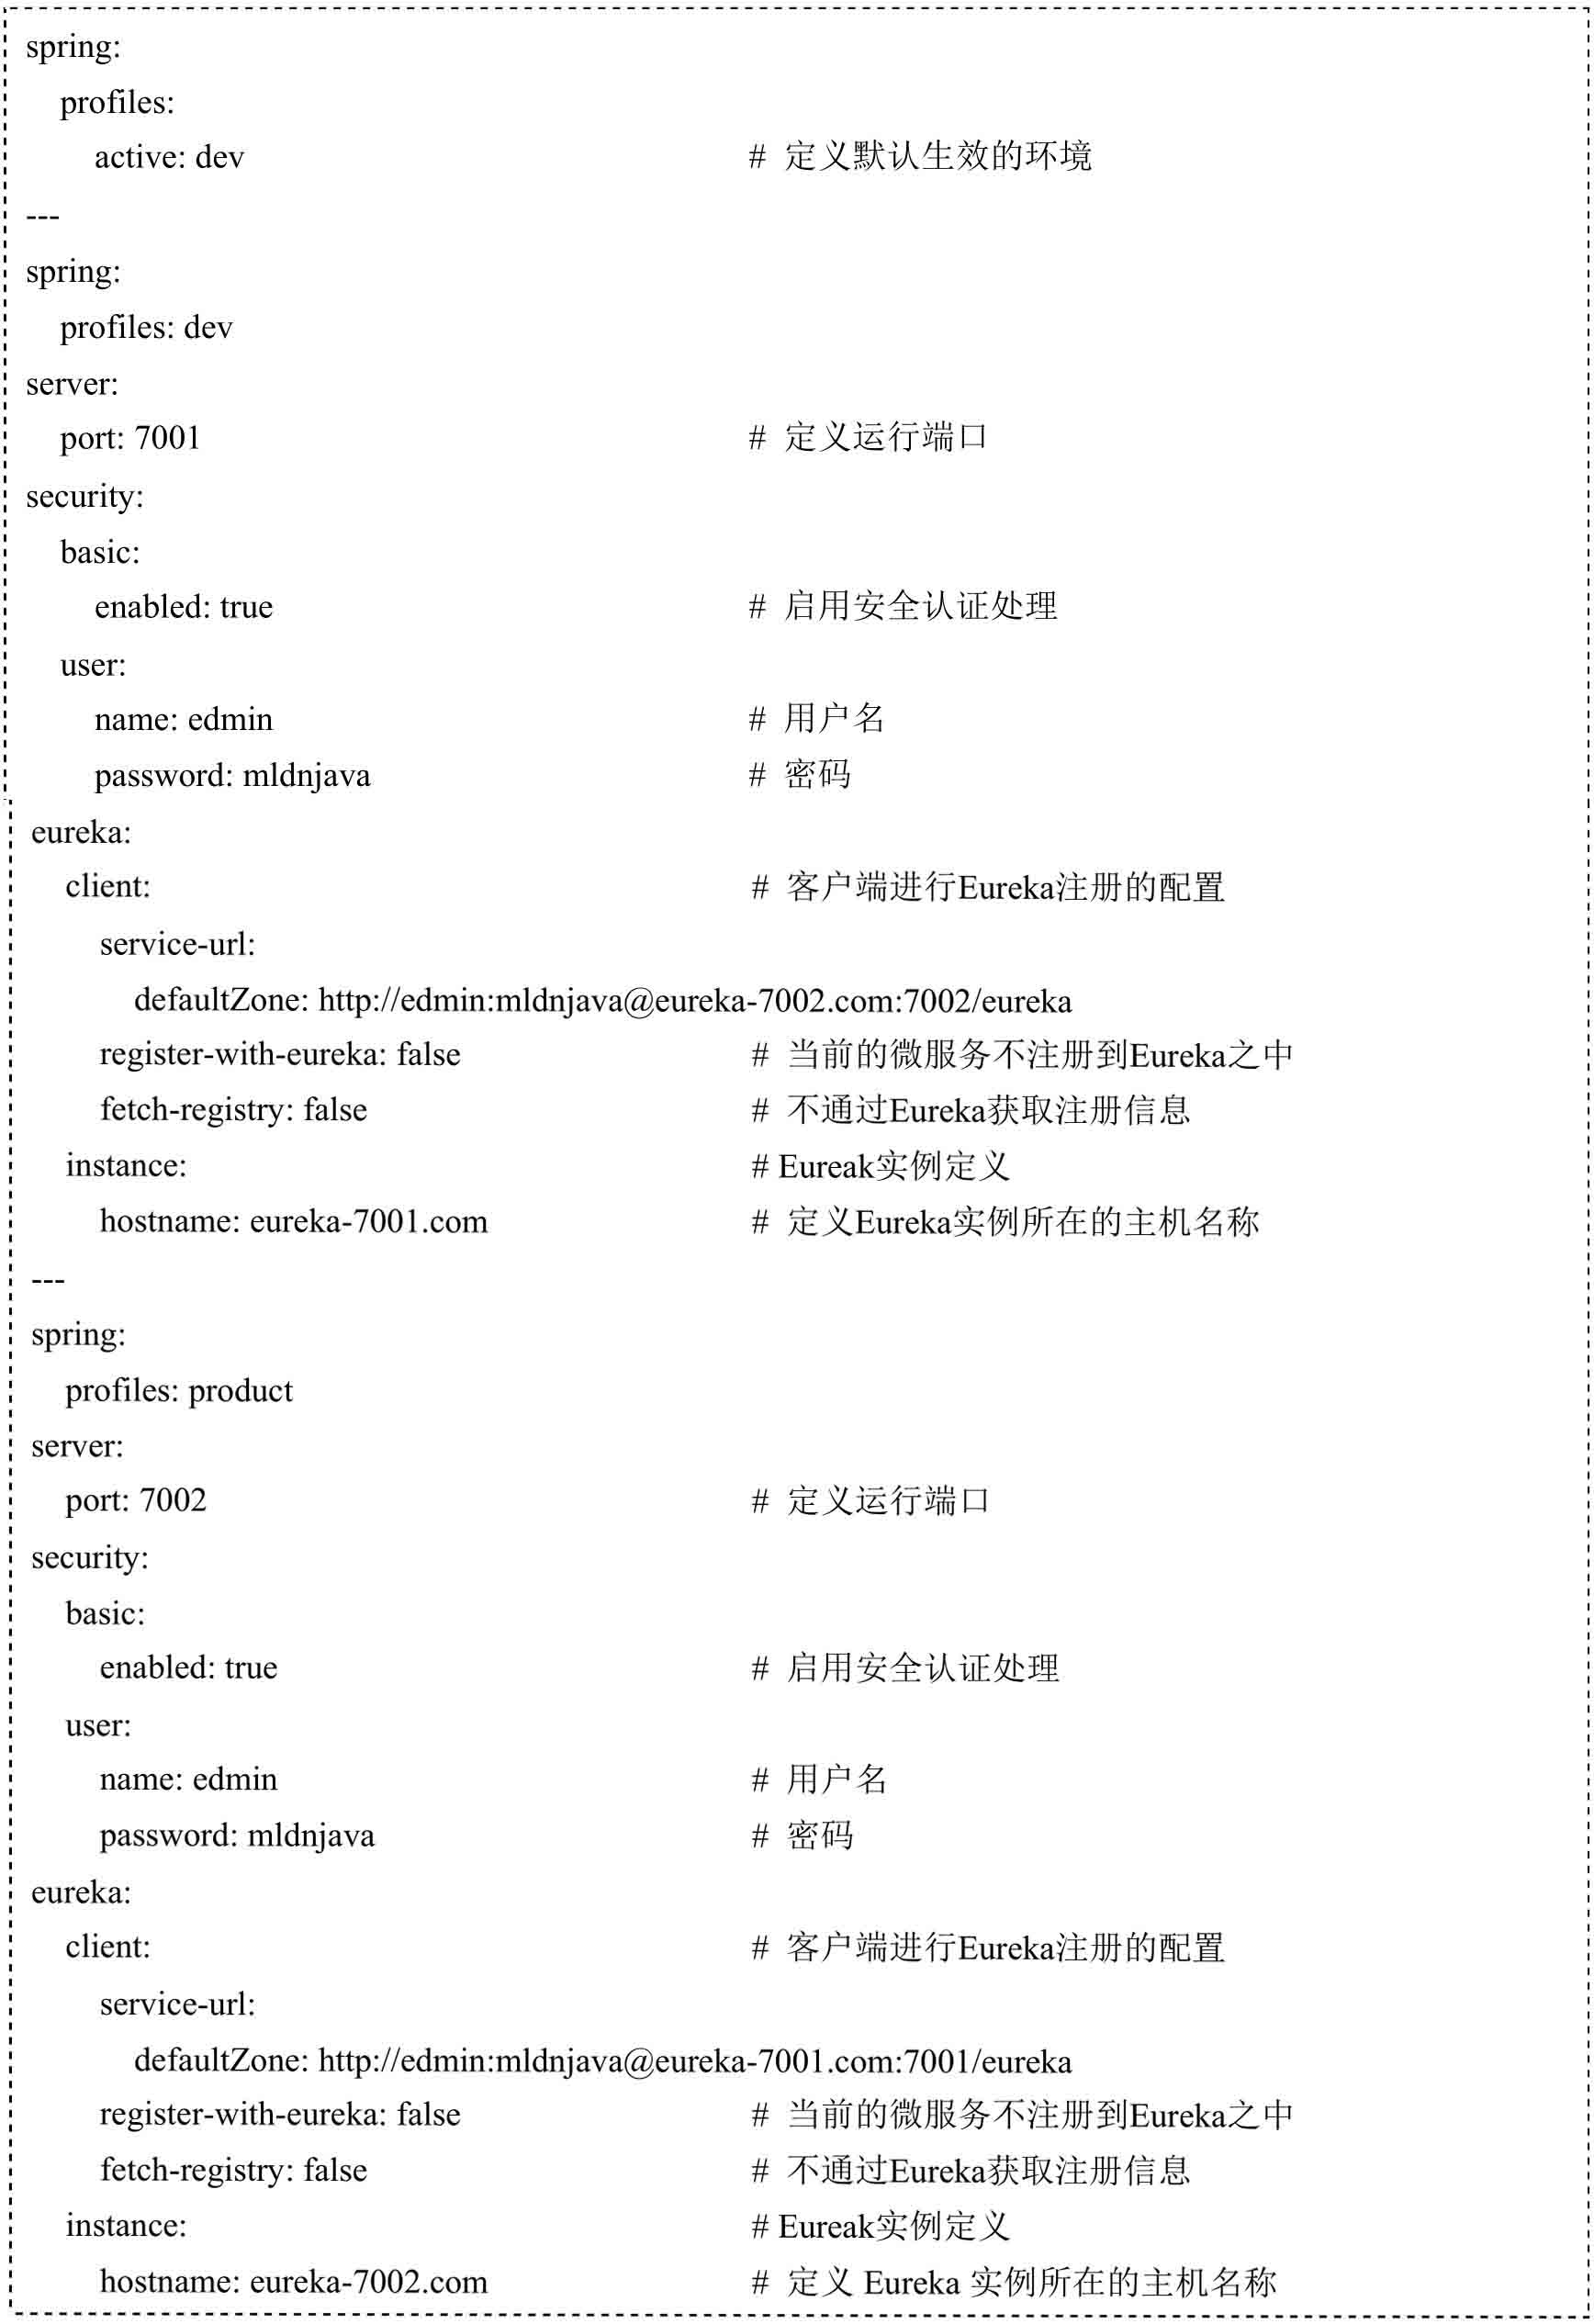 spring:
  profiles:
    active: dev # 定义默认生效的环境
---
spring:
  profiles: dev
server:
  port: 7001 # 定义运行端口
security:
  basic:
    enabled: true # 启用安全认证处理
  user:
    name: edmin # 用户名
    password: mldnjava # 密码
eureka:
  client: # 客户端进行Eureka注册的配置
    service-url:
      defaultZone: http://edmin:mldnjava@eureka-7002.com:7002/eureka
    register-with-eureka: false # 当前的微服务不注册到Eureka之中
    fetch-registry: false # 不通过Eureka获取注册信息
  instance: # Eureak实例定义
    hostname: eureka-7001.com # 定义Eureka实例所在的主机名称
---
spring:
  profiles: product
server:
  port: 7002 # 定义运行端口
security:
  basic:
    enabled: true # 启用安全认证处理
  user:
    name: edmin # 用户名
    password: mldnjava # 密码
eureka:
  client: # 客户端进行Eureka注册的配置
    service-url:
      defaultZone: http://edmin:mldnjava@eureka-7001.com:7001/eureka
    register-with-eureka: false # 当前的微服务不注册到Eureka之中
    fetch-registry: false # 不通过Eureka获取注册信息
  instance: # Eureak实例定义
    hostname: eureka-7002.com # 定义 Eureka 实例所在的主机名称